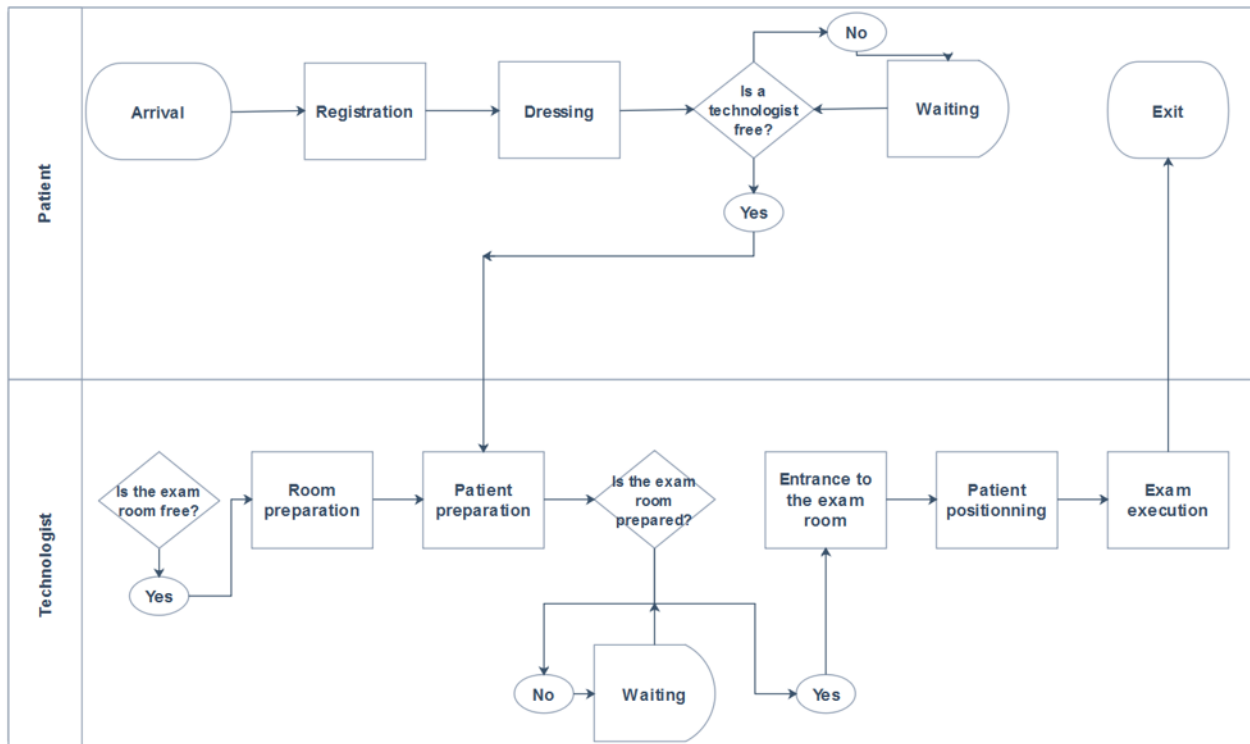 Patient
Arrival
Registration
Dressing
Is a
technologist
free?
No
Waiting
Yes
Exit
Technologist
Is the exam
room free?
Yes
Room
preparation
Patient
preparation
Is the exam
room
prepared?
No
Waiting
Yes
Entrance to
the exam
room
Patient
positionning
Exam
execution